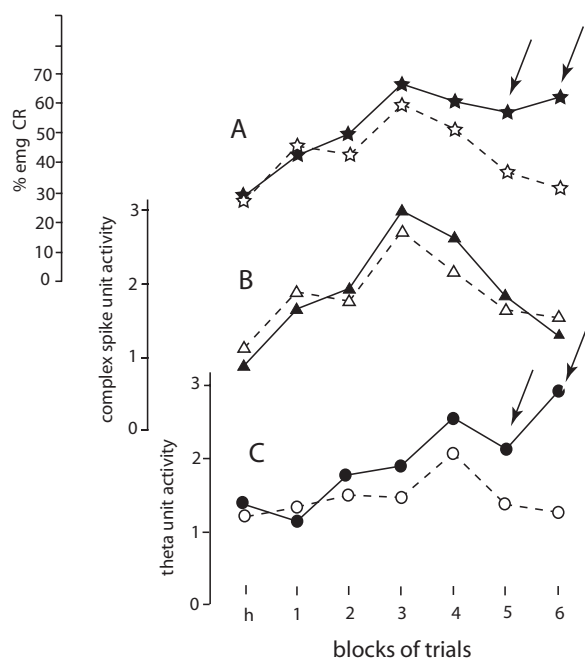 % emg CR
70
60
50
40
30
20
10
0
A
complex spike unit activity
3
2
1
0
B
theta unit activity
3
2
1
0
C
h 1 2 3 4 5 6
blocks of trials